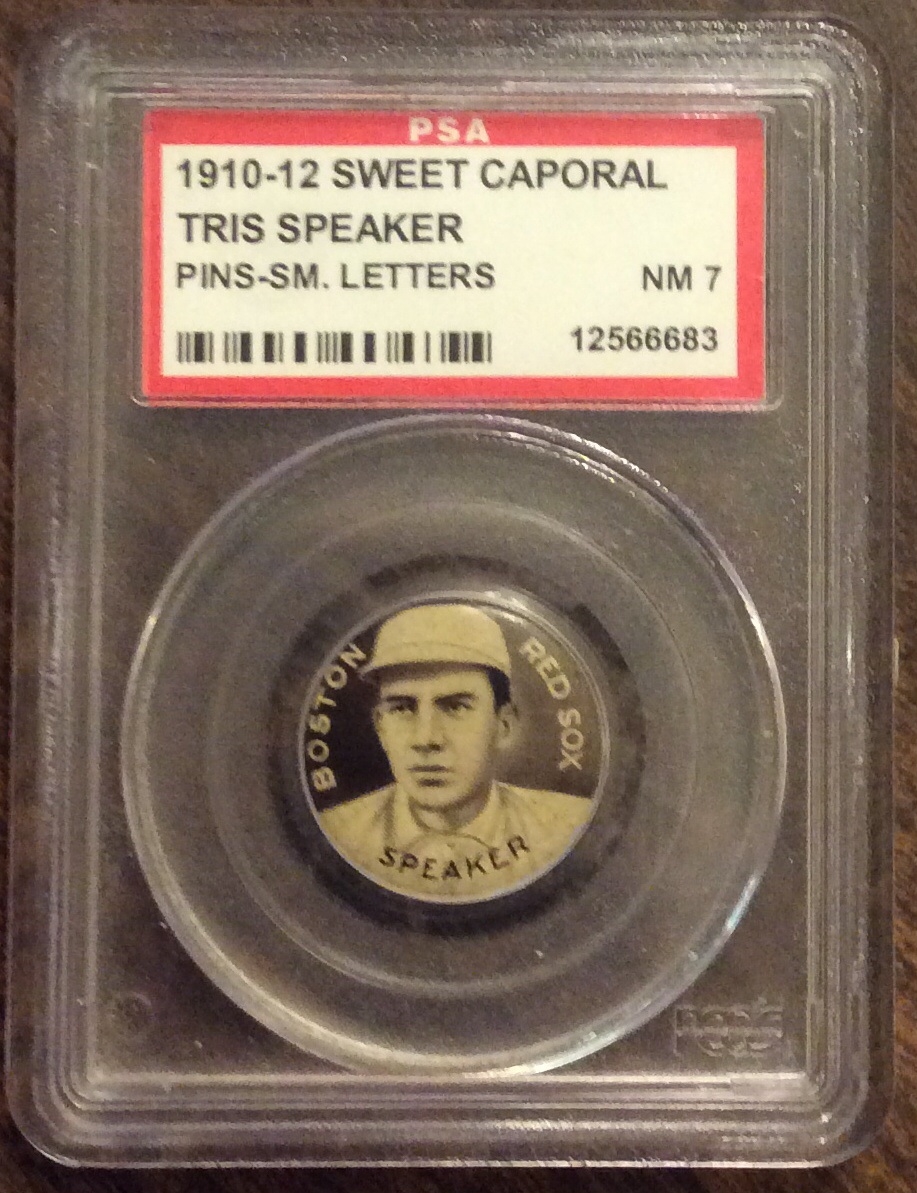 PSA
1910-12 SWEET CAPORAL
TRIS SPEAKER
PINS-SM. LETTERS NM 7
12566683
BOSTON RED SOX
SPEAKER